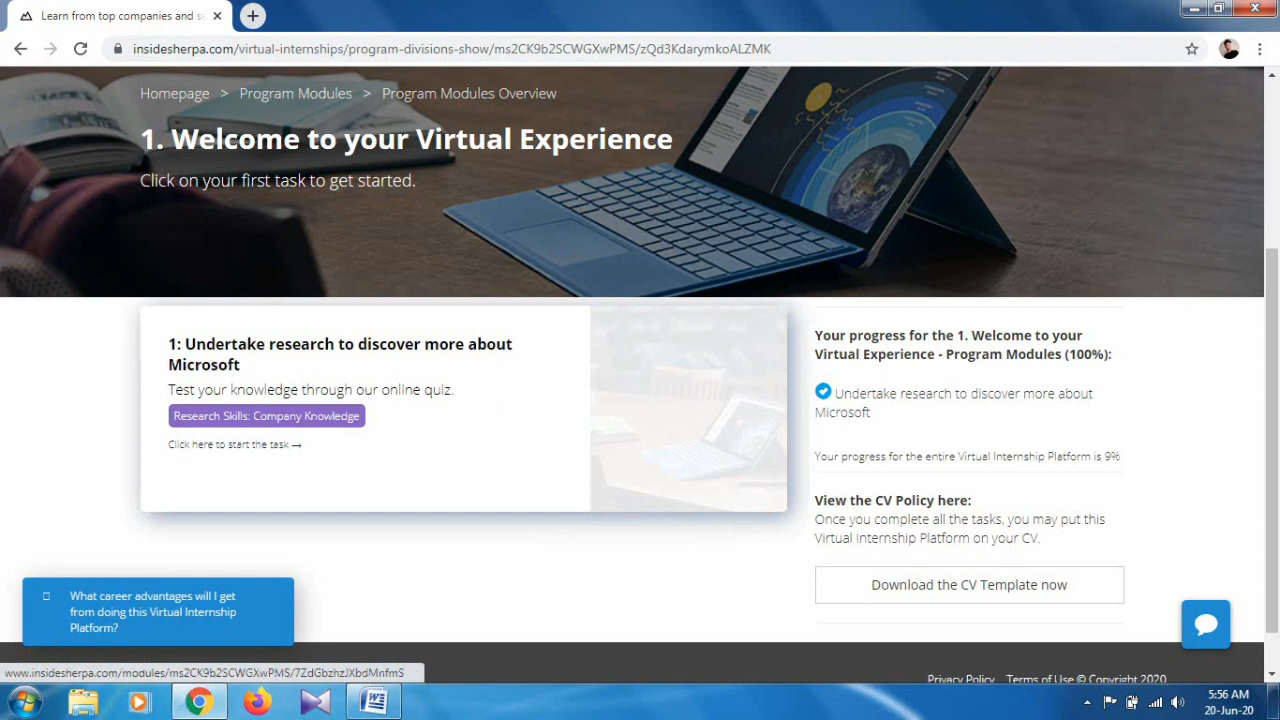 Learn from top companies and s
insidesherpa.com/virtual-internships/program-divisions-show/ms2CK9b2SCWGXwPMS/zQd3KdarymkoALZMK
Homepage > Program Modules > Program Modules Overview
1. Welcome to your Virtual Experience
Click on your first task to get started.
1: Undertake research to discover more about
Microsoft
Test your knowledge through our online quiz.
Research Skills: Company Knowledge
Click here to start the task →
Your progress for the 1. Welcome to your
Virtual Experience - Program Modules (100%):
Undertake research to discover more about
Microsoft
Your progress for the entire Virtual Internship Platform is 9%
View the CV Policy here:
Once you complete all the tasks, you may put this
Virtual Internship Platform on your CV.
Download the CV Template now
What career advantages will I get
from doing this Virtual Internship
Platform?
www.insidesherpa.com/modules/ms2CK9b2SCWGXwPMS/7ZdGbzhzJXbdMnfmS
Privacy Policy Terms of Use © Copyright 2020
5:56 AM
20-Jun-20